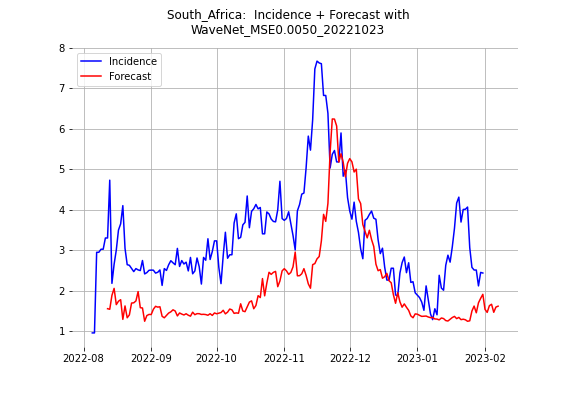 South_Africa:  Incidence + Forecast with
WaveNet_MSE0.0050_20221023
Incidence
Forecast
8
7
6
5
4
3
2
1
2022-08 2022-09 2022-10 2022-11 2022-12 2023-01 2023-02